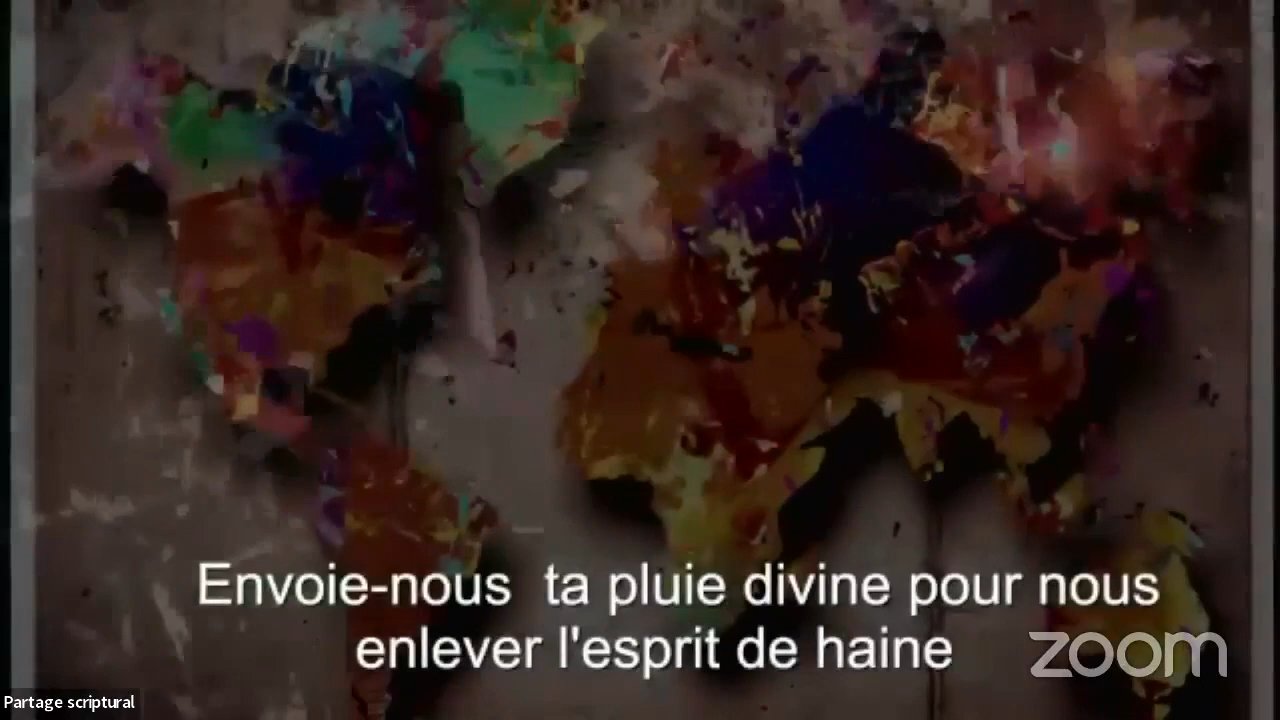 Envoie-nous  ta pluie divine pour nous
enlever l'esprit de haine
zoom
Partage scriptural